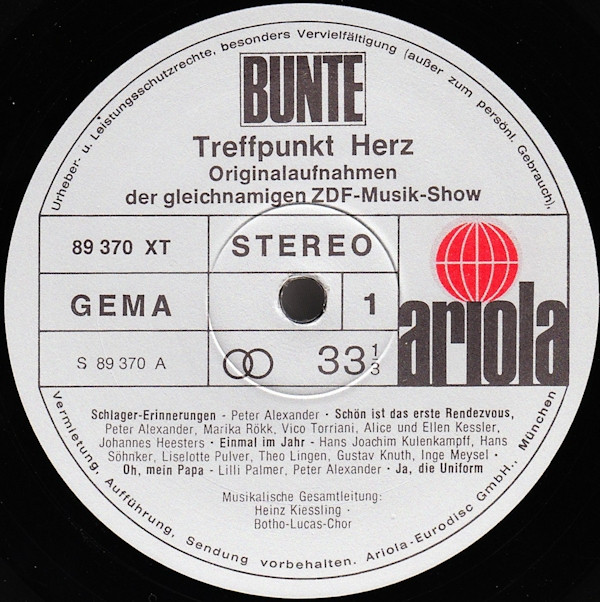 Urheber- u. Leistungsschutzrechte, besonders Vervielfältigung (außer zum persönl. Gebrauch),
BUNTE
Treffpunkt Herz
Originalaufnahmen
der gleichnamigen ZDF-Musik-Show
89 370 XT
STEREO
GEMA
1
ariola
S 89 370 A
33 1/3
Schlager-Erinnerungen - Peter Alexander · Schön ist das erste Rendezvous,
Peter Alexander, Marika Rökk, Vico Torriani, Alice und Ellen Kessler,
Johannes Heesters · Einmal im Jahr - Hans Joachim Kulenkampff, Hans
Söhnker, Liselotte Pulver, Theo Lingen, Gustav Knuth, Inge Meysel ·
Oh, mein Papa - Lilli Palmer, Peter Alexander · Ja, die Uniform
Musikalische Gesamtleitung:
Heinz Kiessling ·
Botho-Lucas-Chor
Vermietung, Aufführung, Sendung vorbehalten. Ariola-Eurodisc GmbH., München